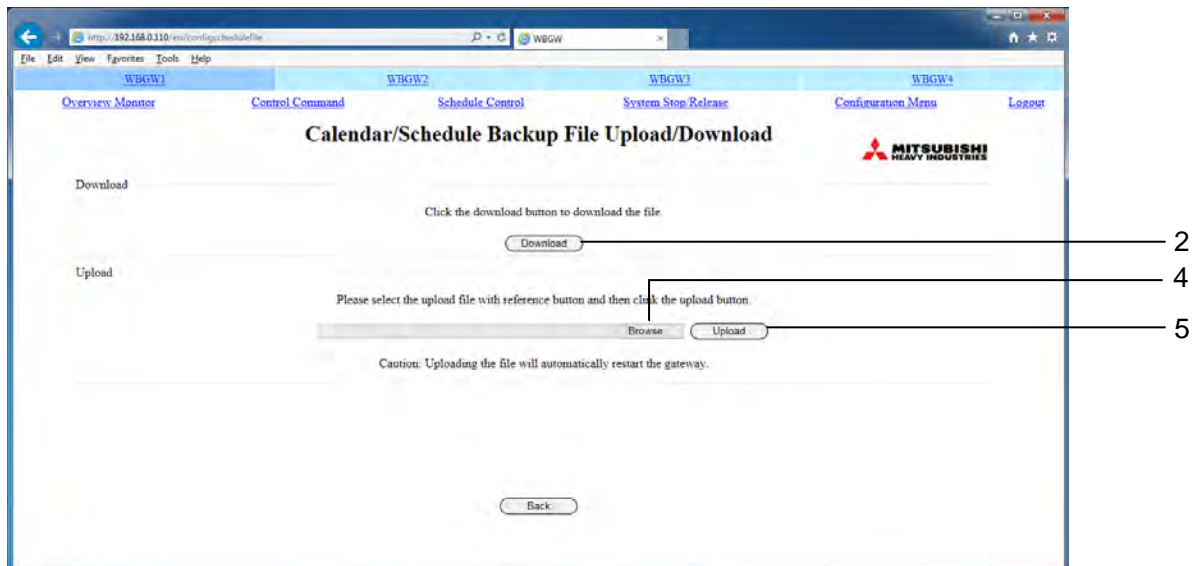 http://192.168.0.110/en/configschedulefile
WBGW
File Edit View Favorites Tools Help
WBGW1 WBGW2 WBGW3 WBGW4
Overview Monitor Control Command Schedule Control System Stop/Release Configuration Menu Logout
Calendar/Schedule Backup File Upload/Download
MITSUBISHI
HEAVY INDUSTRIES
Download
Click the download button to download the file.
Download
2
Upload
4
Please select the upload file with reference button and then click the upload button.
Browse Upload
5
Caution: Uploading the file will automatically restart the gateway.
Back